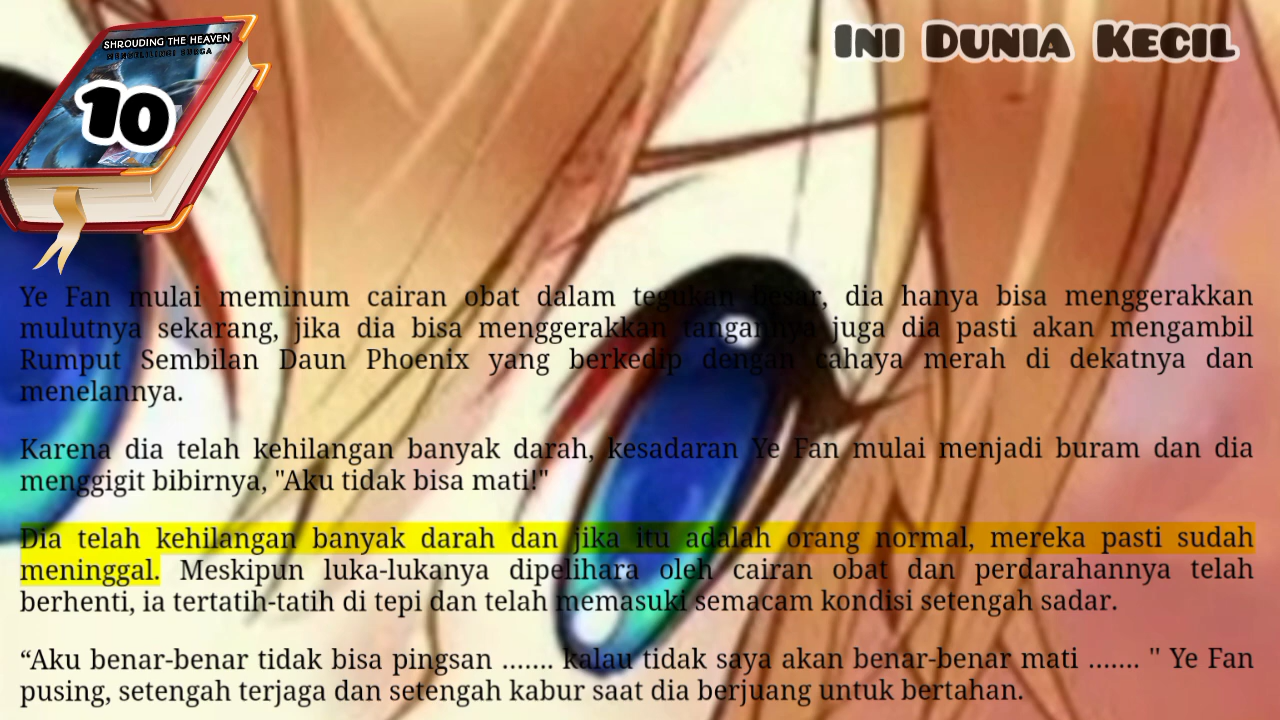 Ini Dunia Kecil
SHROUDING THE HEAVEN
10
Ye Fan mulai meminum cairan obat dalam tegukan besar, dia hanya bisa menggerakkan
mulutnya sekarang, jika dia bisa menggerakkan tangannya juga dia pasti akan mengambil
Rumput Sembilan Daun Phoenix yang berkedip dengan cahaya merah di dekatnya dan
menelannya.
Karena dia telah kehilangan banyak darah, kesadaran Ye Fan mulai menjadi buram dan dia
menggigit bibirnya, "Aku tidak bisa mati!"
Dia telah kehilangan banyak darah dan jika itu adalah orang normal, mereka pasti sudah
meninggal. Meskipun luka-lukanya dipelihara oleh cairan obat dan perdarahannya telah
berhenti, ia tertatih-tatih di tepi dan telah memasuki semacam kondisi setengah sadar.
“Aku benar-benar tidak bisa pingsan ....... kalau tidak saya akan benar-benar mati ....... " Ye Fan
pusing, setengah terjaga dan setengah kabur saat dia berjuang untuk bertahan.